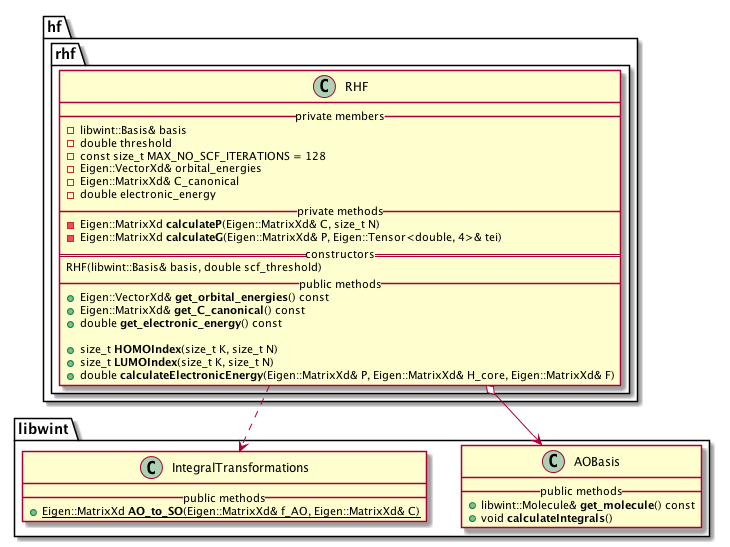 hf
rhf
C RHF
private members
libwint::Basis& basis
double threshold
const size_t MAX_NO_SCF_ITERATIONS = 128
Eigen::VectorXd& orbital_energies
Eigen::MatrixXd& C_canonical
double electronic_energy
private methods
Eigen::MatrixXd calculateP(Eigen::MatrixXd& C, size_t N)
Eigen::MatrixXd calculateG(Eigen::MatrixXd& P, Eigen::Tensor<double, 4>& tei)
constructors
RHF(libwint::Basis& basis, double scf_threshold)
public methods
Eigen::VectorXd& get_orbital_energies() const
Eigen::MatrixXd& get_C_canonical() const
double get_electronic_energy() const
size_t HOMOIndex(size_t K, size_t N)
size_t LUMOIndex(size_t K, size_t N)
double calculateElectronicEnergy(Eigen::MatrixXd& P, Eigen::MatrixXd& H_core, Eigen::MatrixXd& F)
libwint
C IntegralTransformations
public methods
Eigen::MatrixXd AO_to_SO(Eigen::MatrixXd& f_AO, Eigen::MatrixXd& C)
C AOBasis
public methods
libwint::Molecule& get_molecule() const
void calculateIntegrals()